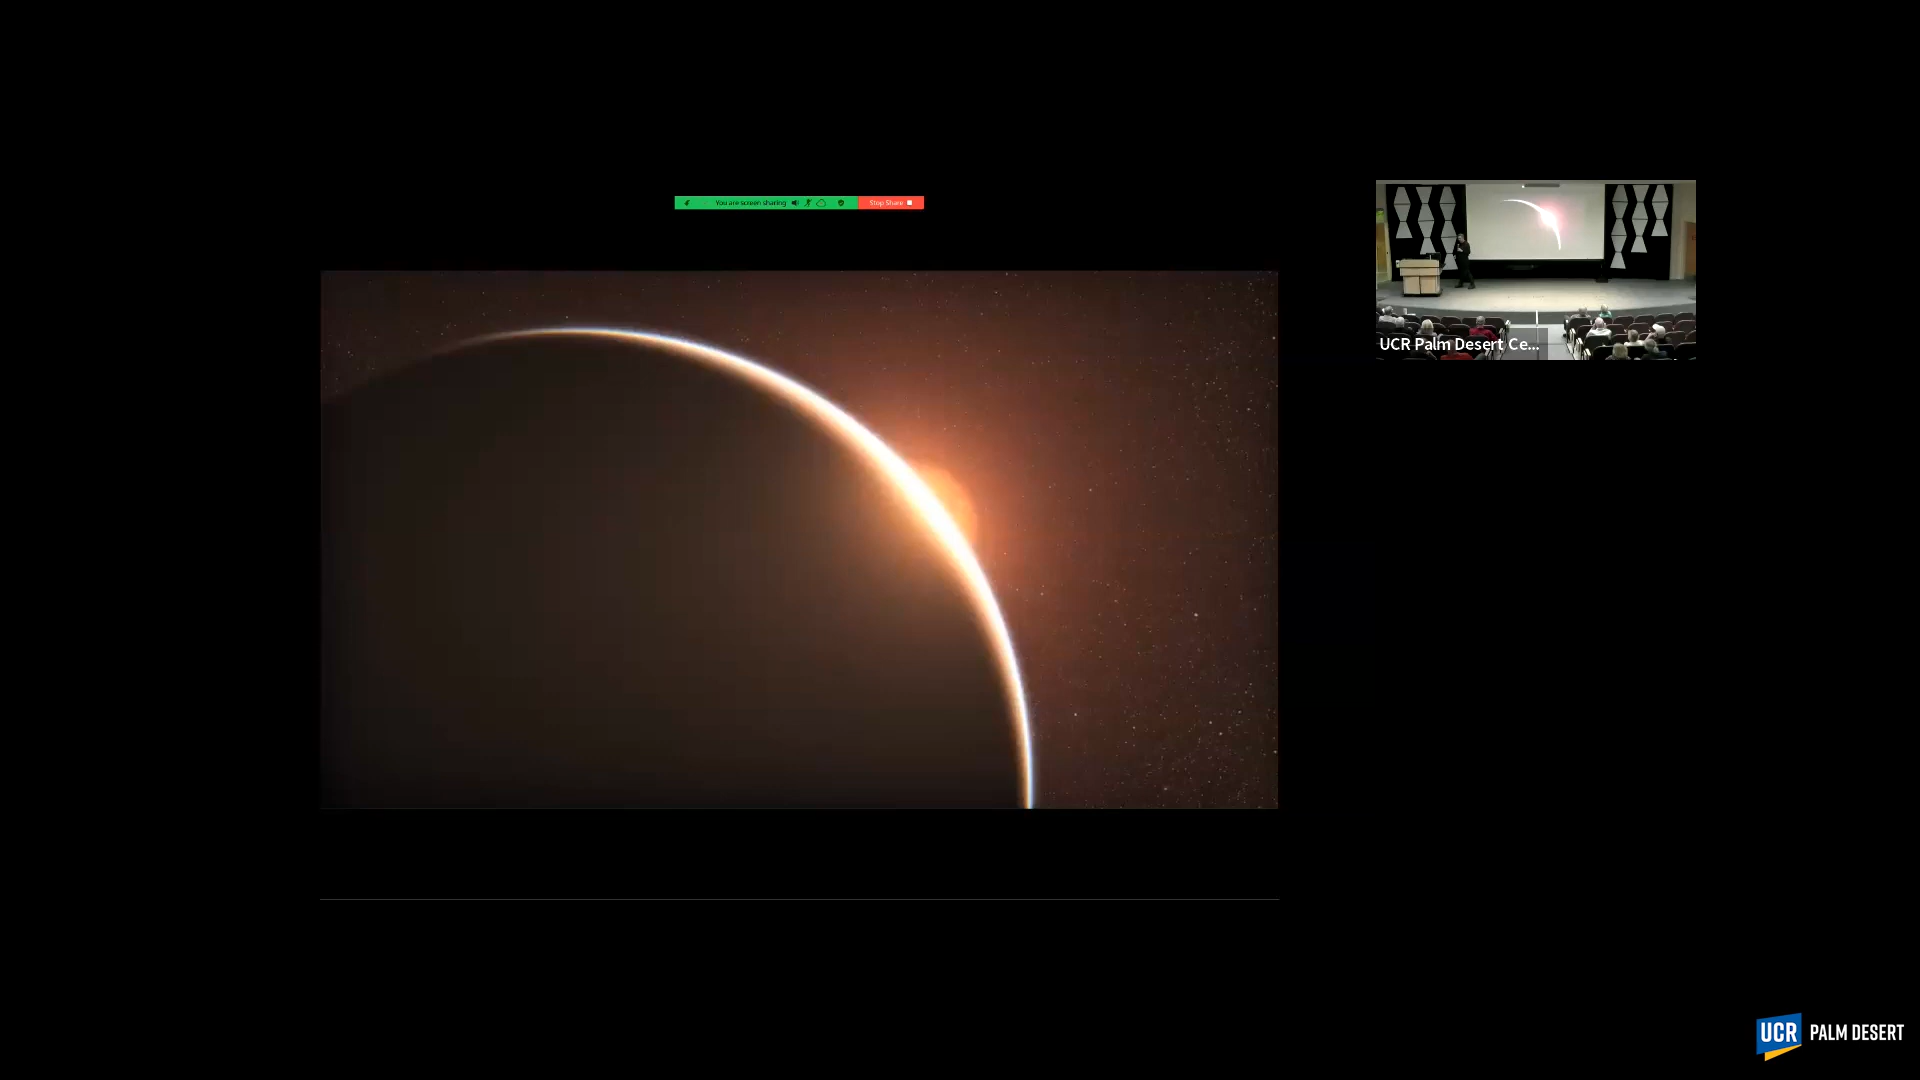 You are screen sharing
Stop Share
UCR Palm Desert Ce...
UCR PALM DESERT